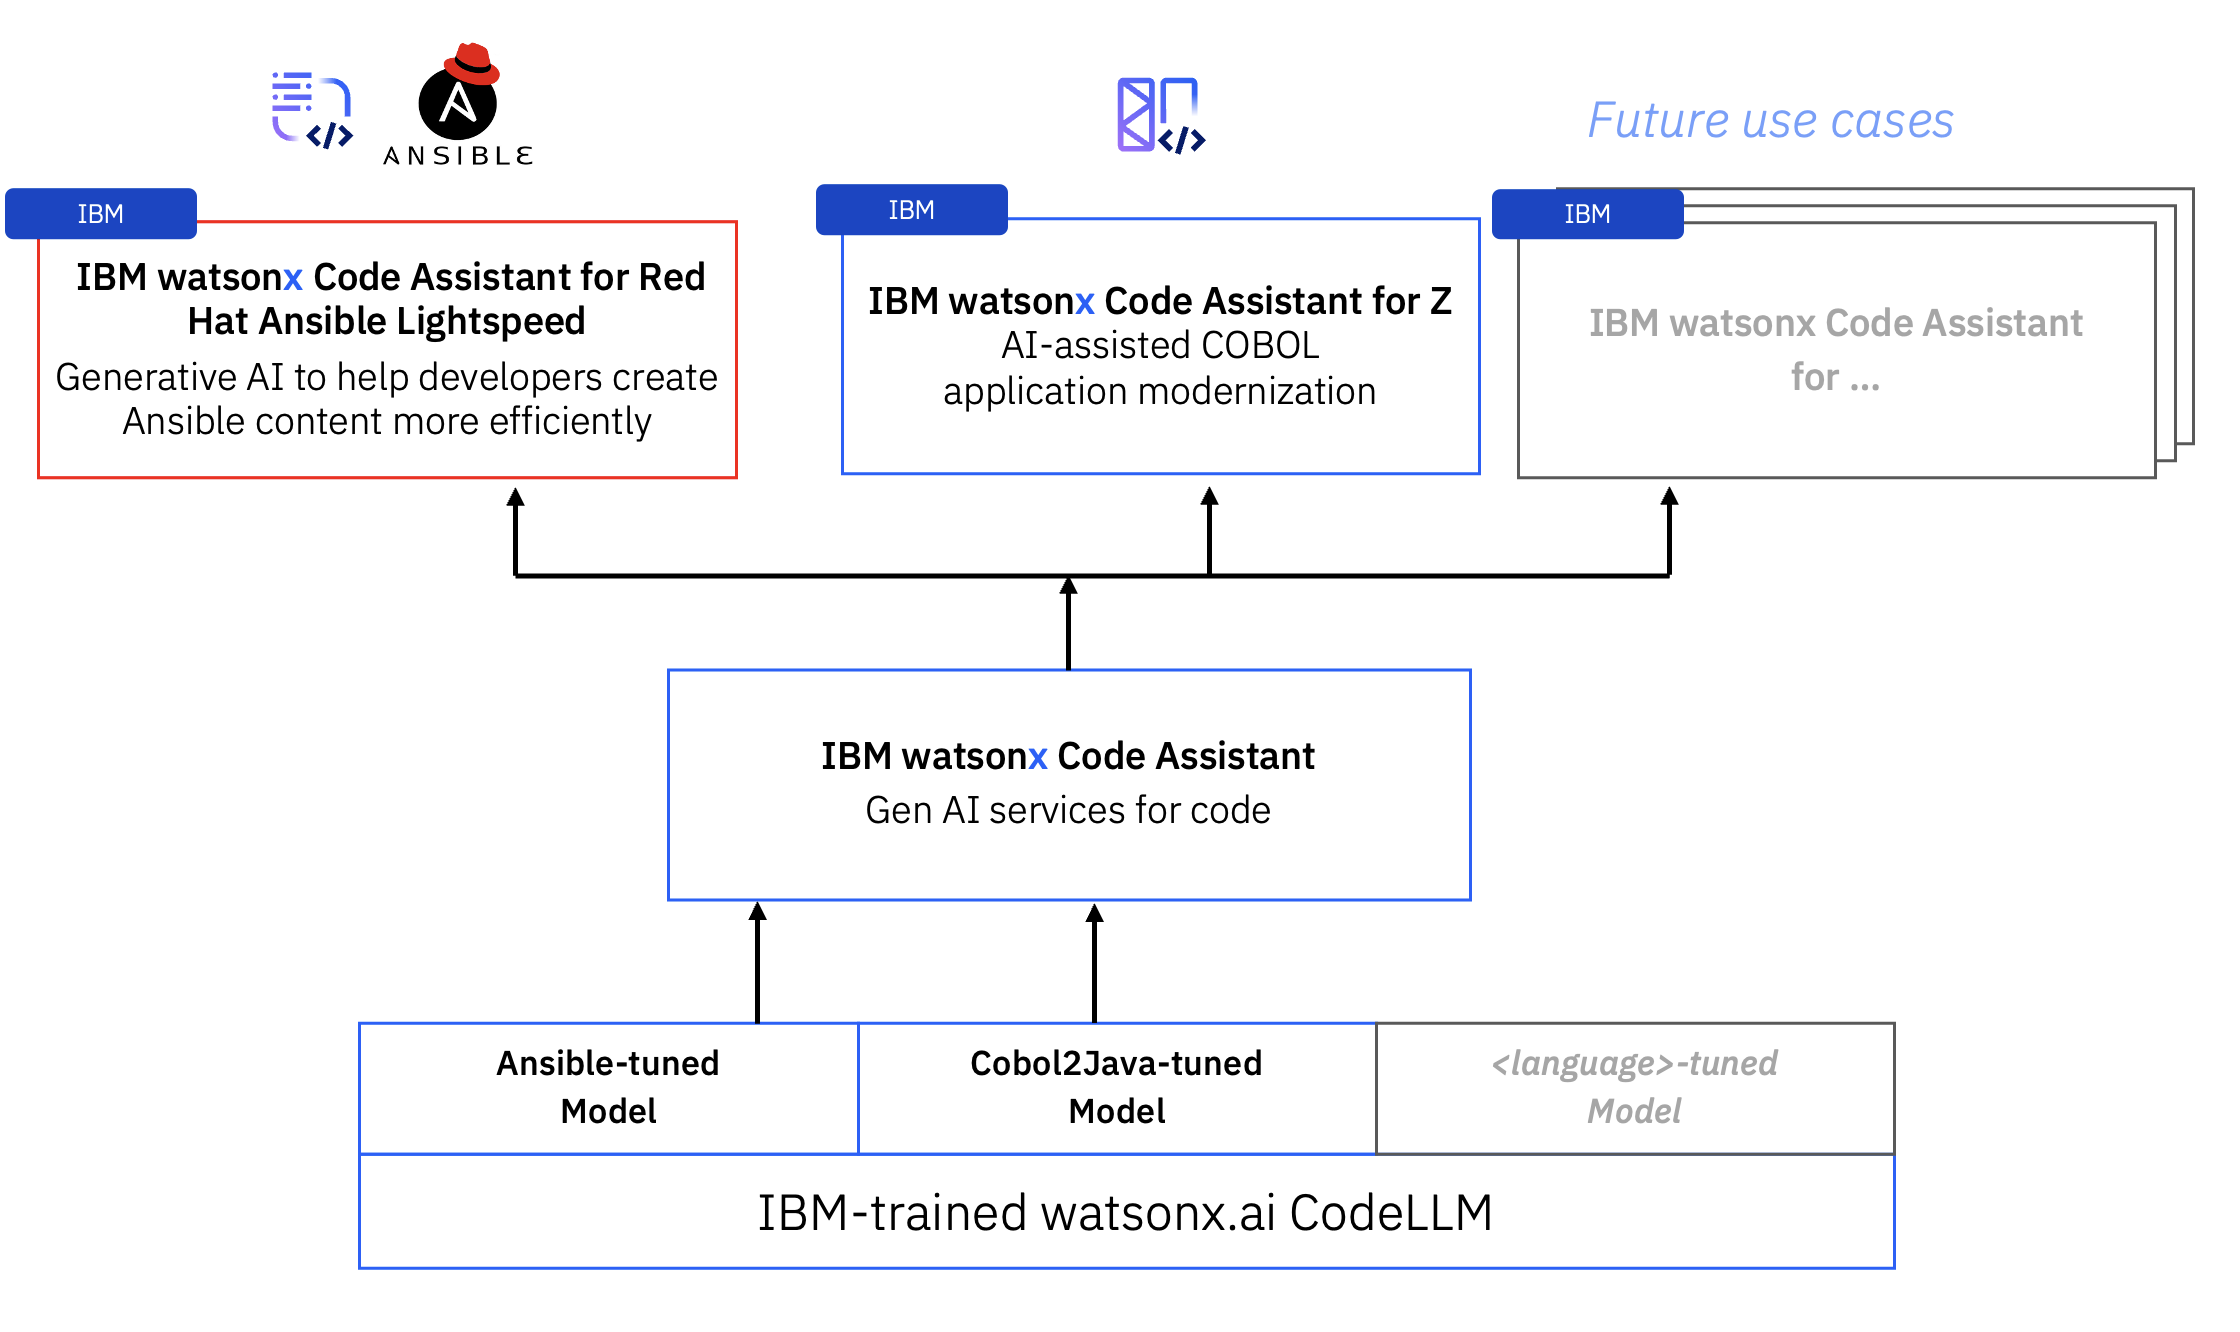 ANSIBLE
Future use cases
IBM
IBM watsonx Code Assistant for Red
Hat Ansible Lightspeed
Generative AI to help developers create
Ansible content more efficiently
IBM
IBM watsonx Code Assistant for Z
AI-assisted COBOL
application modernization
IBM
IBM watsonx Code Assistant
for ...
IBM watsonx Code Assistant
Gen AI services for code
Ansible-tuned
Model
Cobol2Java-tuned
Model
<language>-tuned
Model
IBM-trained watsonx.ai CodeLLM